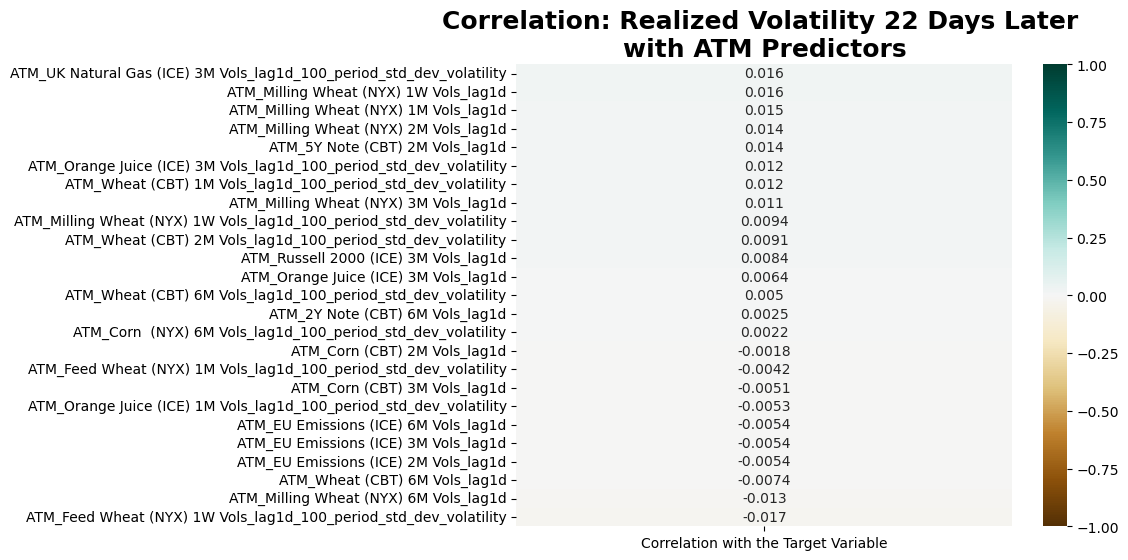 Correlation: Realized Volatility 22 Days Later
with ATM Predictors
ATM_UK Natural Gas (ICE) 3M Vols_lag1d_100_period_std_dev_volatility 0.016
ATM_Milling Wheat (NYX) 1W Vols_lag1d 0.016
ATM_Milling Wheat (NYX) 1M Vols_lag1d 0.015
ATM_Milling Wheat (NYX) 2M Vols_lag1d 0.014
ATM_5Y Note (CBT) 2M Vols_lag1d 0.014
ATM_Orange Juice (ICE) 3M Vols_lag1d_100_period_std_dev_volatility 0.012
ATM_Wheat (CBT) 1M Vols_lag1d_100_period_std_dev_volatility 0.012
ATM_Milling Wheat (NYX) 3M Vols_lag1d 0.011
ATM_Milling Wheat (NYX) 1W Vols_lag1d_100_period_std_dev_volatility 0.0094
ATM_Wheat (CBT) 2M Vols_lag1d_100_period_std_dev_volatility 0.0091
ATM_Russell 2000 (ICE) 3M Vols_lag1d 0.0084
ATM_Orange Juice (ICE) 3M Vols_lag1d 0.0064
ATM_Wheat (CBT) 6M Vols_lag1d_100_period_std_dev_volatility 0.005
ATM_2Y Note (CBT) 6M Vols_lag1d 0.0025
ATM_Corn  (NYX) 6M Vols_lag1d_100_period_std_dev_volatility 0.0022
ATM_Corn (CBT) 2M Vols_lag1d -0.0018
ATM_Feed Wheat (NYX) 1M Vols_lag1d_100_period_std_dev_volatility -0.0042
ATM_Corn (CBT) 3M Vols_lag1d -0.0051
ATM_Orange Juice (ICE) 1M Vols_lag1d_100_period_std_dev_volatility -0.0053
ATM_EU Emissions (ICE) 6M Vols_lag1d -0.0054
ATM_EU Emissions (ICE) 3M Vols_lag1d -0.0054
ATM_EU Emissions (ICE) 2M Vols_lag1d -0.0054
ATM_Wheat (CBT) 6M Vols_lag1d -0.0074
ATM_Milling Wheat (NYX) 6M Vols_lag1d -0.013
ATM_Feed Wheat (NYX) 1W Vols_lag1d_100_period_std_dev_volatility -0.017
Correlation with the Target Variable
1.00
0.75
0.50
0.25
0.00
−0.25
−0.50
−0.75
−1.00